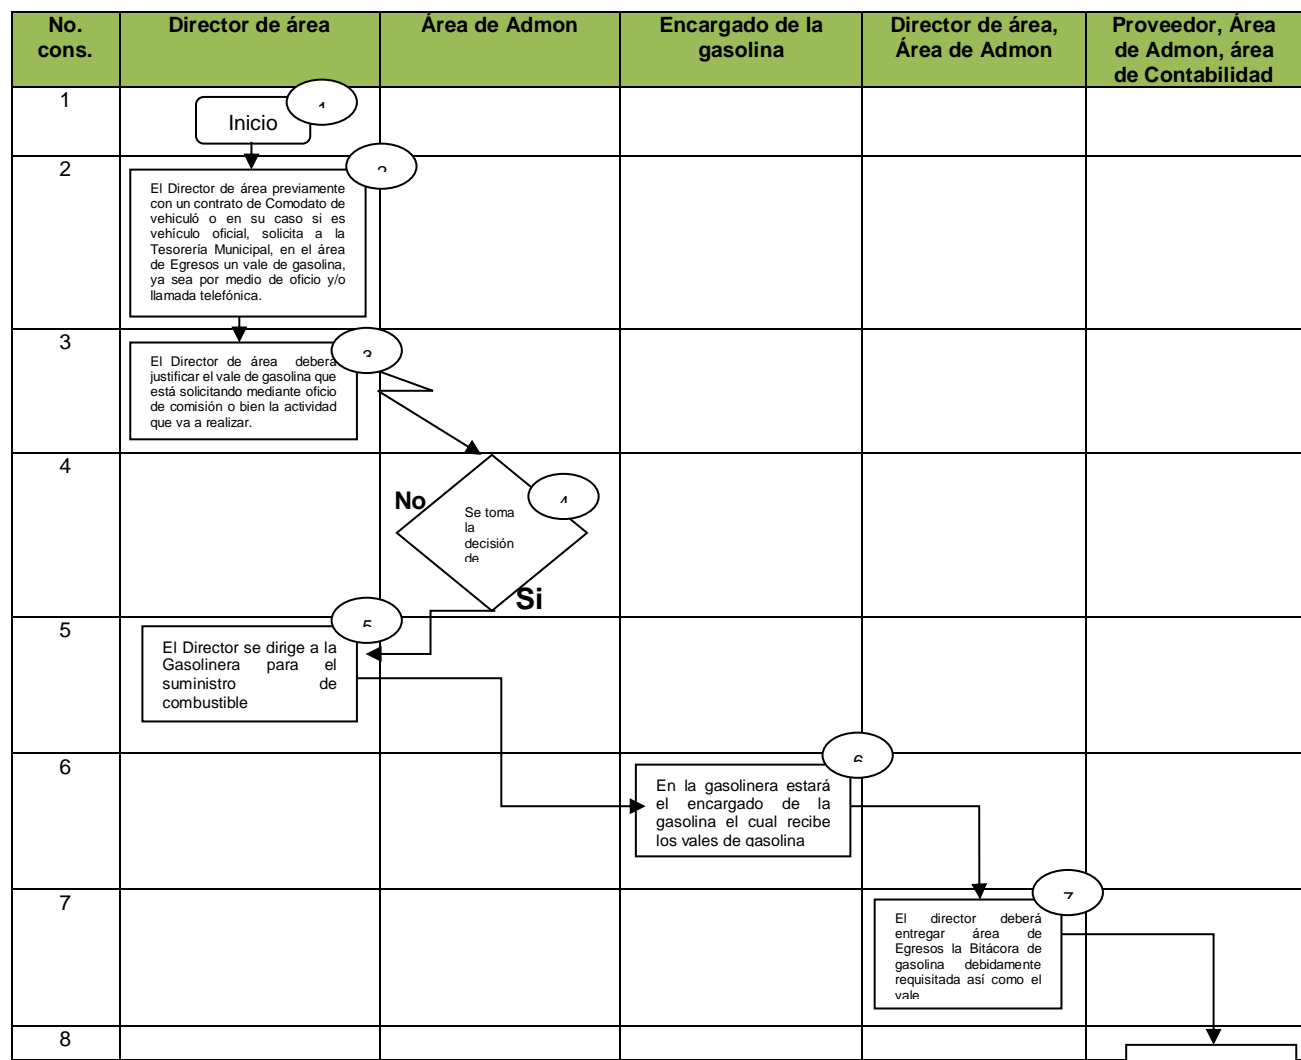 No. cons.
Director de área
Área de Admon
Encargado de la gasolina
Director de área, Área de Admon
Proveedor, Área de Admon, área de Contabilidad
1
Inicio
2
El Director de área previamente
con un contrato de Comodato de
vehiculó o en su caso si es
vehículo oficial, solicita a la
Tesorería Municipal, en el área
de Egresos un vale de gasolina,
ya sea por medio de oficio y/o
llamada telefónica.
3
El Director de área deberá
justificar el vale de gasolina que
está solicitando mediante oficio
de comisión o bien la actividad
que va a realizar.
4
No
Se toma
la
decisión
de
Si
5
El Director se dirige a la
Gasolinera para el
suministro de
combustible
6
En la gasolinera estará
el encargado de la
gasolina el cual recibe
los vales de gasolina
7
El director deberá
entregar área de
Egresos la Bitácora de
gasolina debidamente
requisitada así como el
vale
8